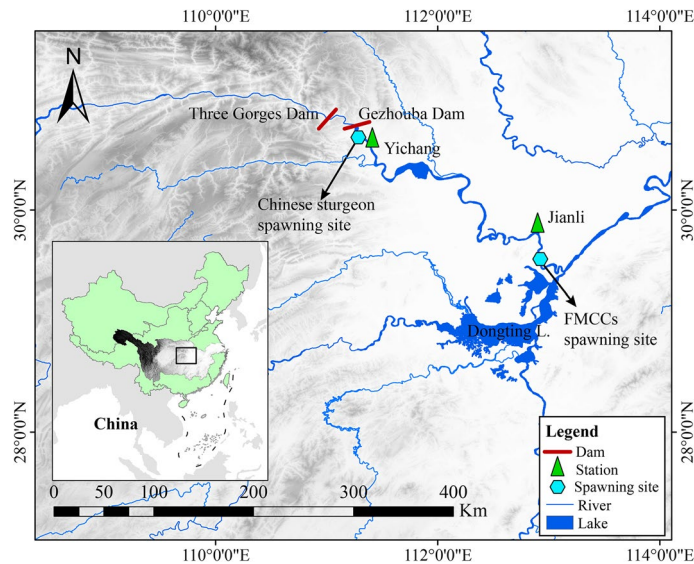 110°0'0"E
112°0'0"E
114°0'0"E
N
Three Gorges Dam
Gezhouba Dam
Yichang
30°0'0"N
30°0'0"N
Chinese sturgeon
spawning site
Jianli
FMCCs
spawning site
Dongting L.
China
28°0'0"N
28°0'0"N
Legend
Dam
Station
Spawning site
River
Lake
0 50 100 200 300 400
Km
110°0'0"E
112°0'0"E
114°0'0"E